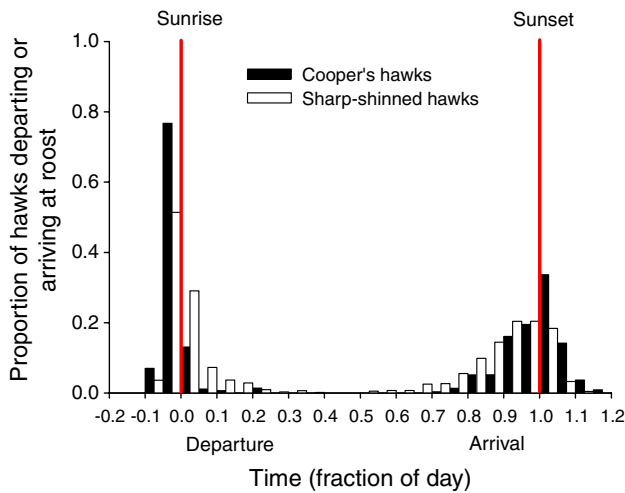 Sunrise
Sunset
Cooper's hawks
Sharp-shinned hawks
Proportion of hawks departing or
arriving at roost
1.0
0.8
0.6
0.4
0.2
0.0
-0.2 -0.1 0.0 0.1 0.2 0.3 0.4 0.5 0.6 0.7 0.8 0.9 1.0 1.1 1.2
Departure
Arrival
Time (fraction of day)